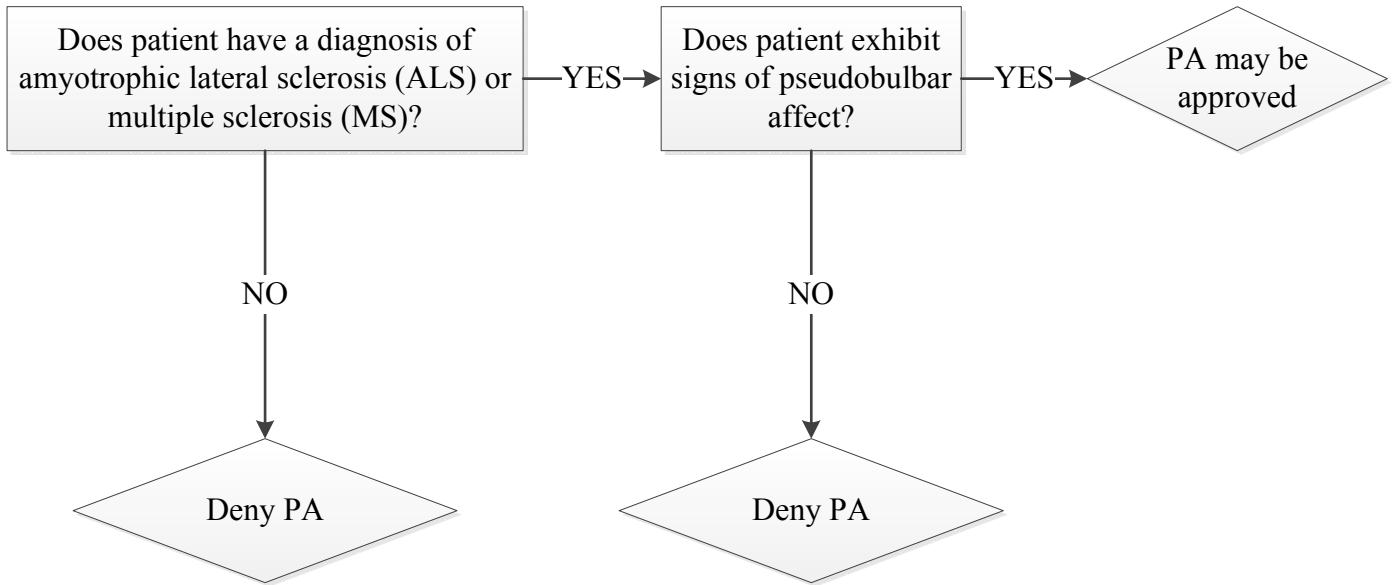 Does patient have a diagnosis of
amyotrophic lateral sclerosis (ALS) or
multiple sclerosis (MS)?
YES
Does patient exhibit
signs of pseudobulbar
affect?
YES
PA may be
approved
NO
NO
Deny PA
Deny PA